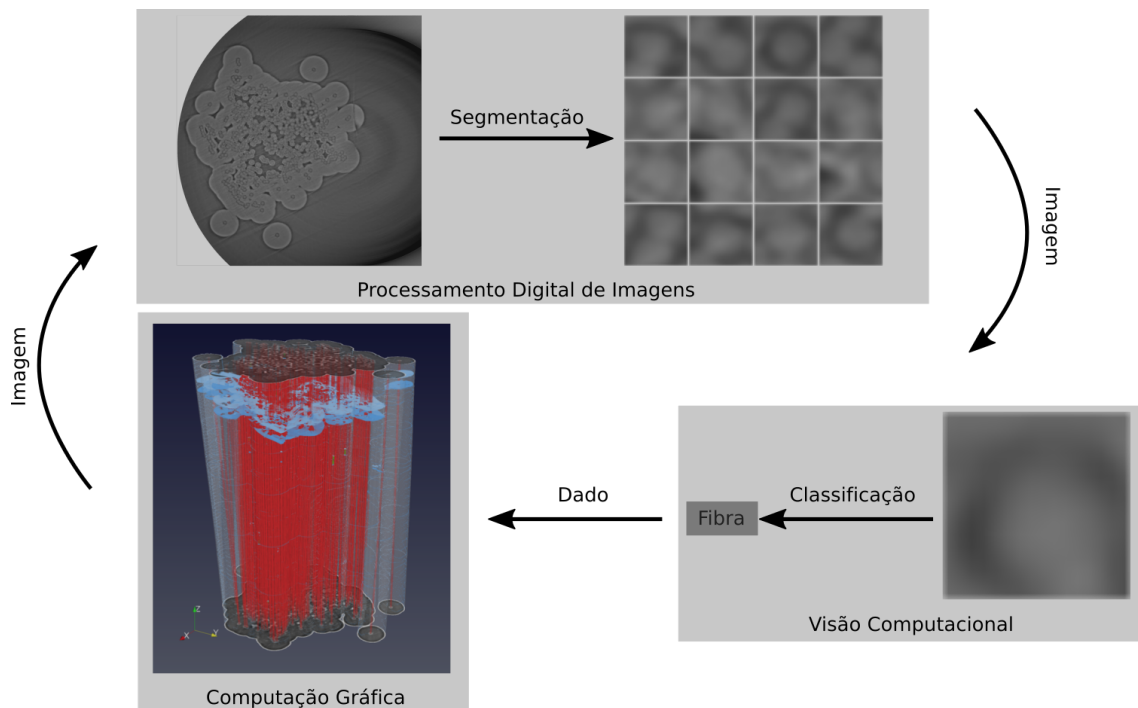 Segmentação
Processamento Digital de Imagens
Imagem
Imagem
Classificação
Fibra
Dado
Visão Computacional
Z
X
Y
Computação Gráfica